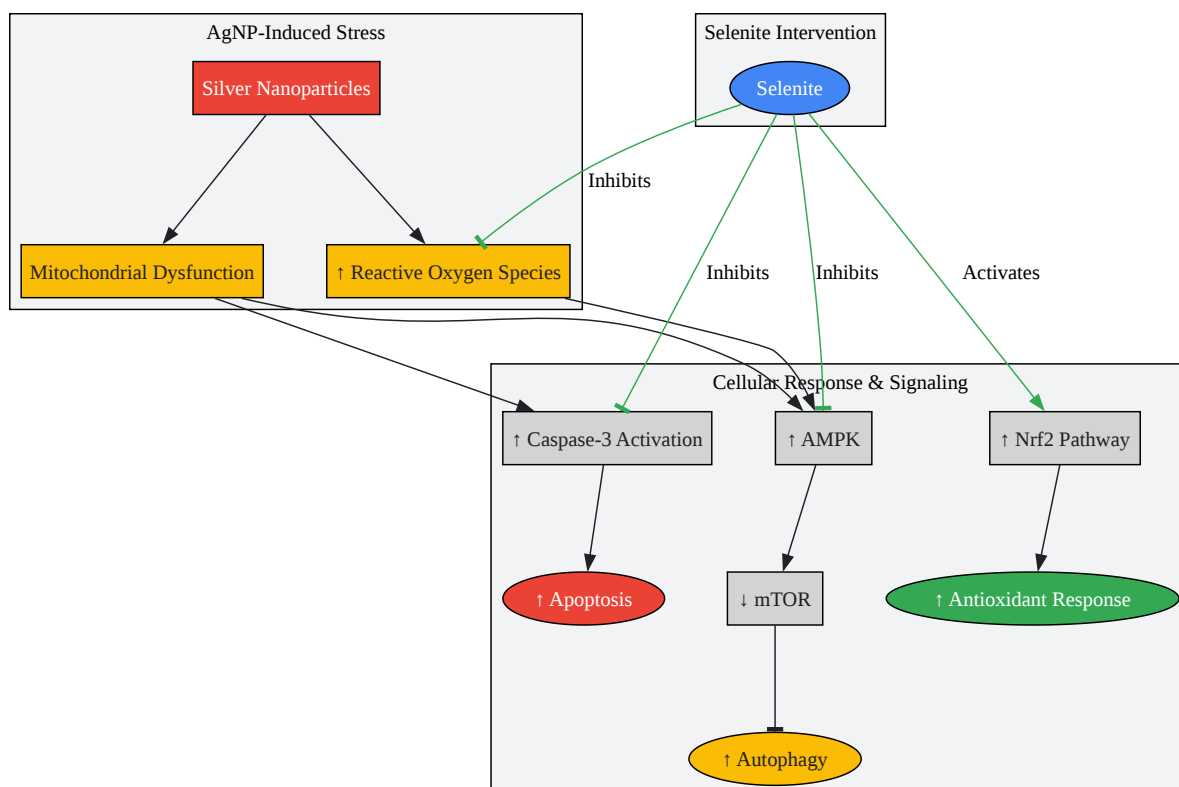 AgNP-Induced Stress
Selenite Intervention
Silver Nanoparticles
Selenite
Inhibits
Mitochondrial Dysfunction
↑ Reactive Oxygen Species
Inhibits
Inhibits
Activates
Cellular Response & Signaling
↑ Caspase-3 Activation
↑ AMPK
↑ Nrf2 Pathway
↑ Apoptosis
↓ mTOR
↑ Antioxidant Response
↑ Autophagy